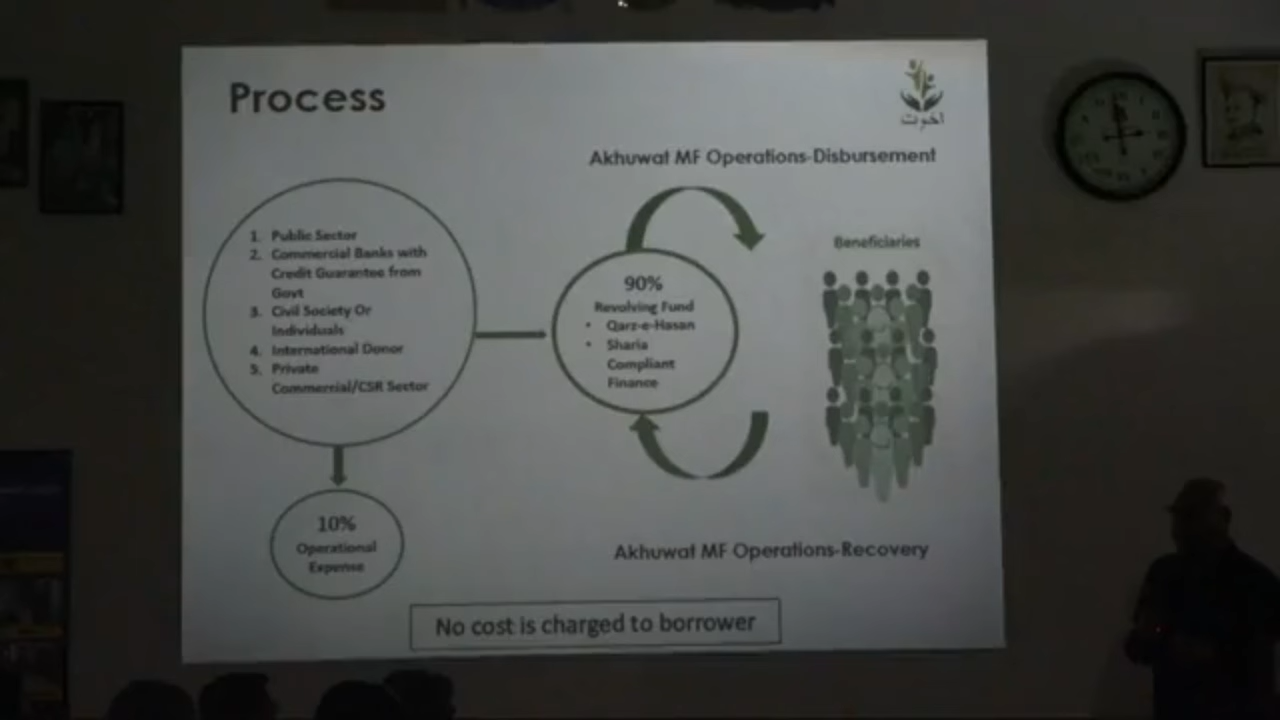 Process
اخوت
Akhuwat MF Operations-Disbursement
1. Public Sector
2. Commercial Banks with
Credit Guarantee from
Govt
3. Civil Society Or
Individuals
4. International Donor
5. Private
Commercial/CSR Sector
90%
Revolving Fund
• Qarz-e-Hasan
• Sharia
Compliant
Finance
Beneficiaries
10%
Operational
Expense
Akhuwat MF Operations-Recovery
No cost is charged to borrower